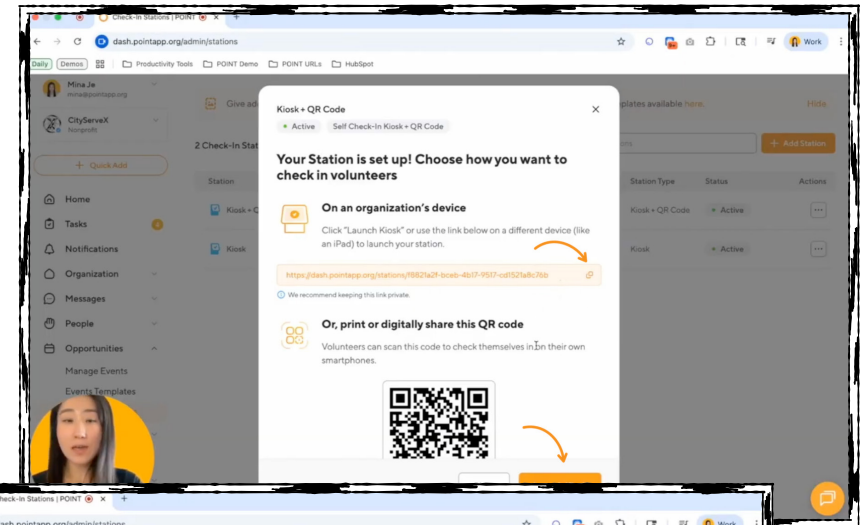 Check-In Stations | POINT
dash.pointapp.org/admin/stations
Work
Daily
Demos
Productivity Tools
POINT Demo
POINT URLs
HubSpot
Mina Je
mina@pointapp.org
CityServeX
Nonprofit
+ Quick Add
Home
Tasks
Notifications
Organization
Messages
People
Opportunities
Manage Events
Events Templates
Give ad
plates available here.
Hide
2 Check-In Stat
+ Add Station
Station
Station Type
Status
Actions
Kiosk + Q
Kiosk + QR Code
Active
Kiosk
Kiosk
Active
Kiosk + QR Code
Active
Self Check-In Kiosk + QR Code
Your Station is set up! Choose how you want to
check in volunteers
On an organization's device
Click "Launch Kiosk" or use the link below on a different device (like
an iPad) to launch your station.
https://dash.pointapp.org/stations/f8821a2f-bceb-4b17-9517-cd1521a8c76b
We recommend keeping this link private.
Or, print or digitally share this QR code
Volunteers can scan this code to check themselves in on their own
smartphones.
heck-In Stations | POINT
ash.pointapp.org/admin/stations
Work